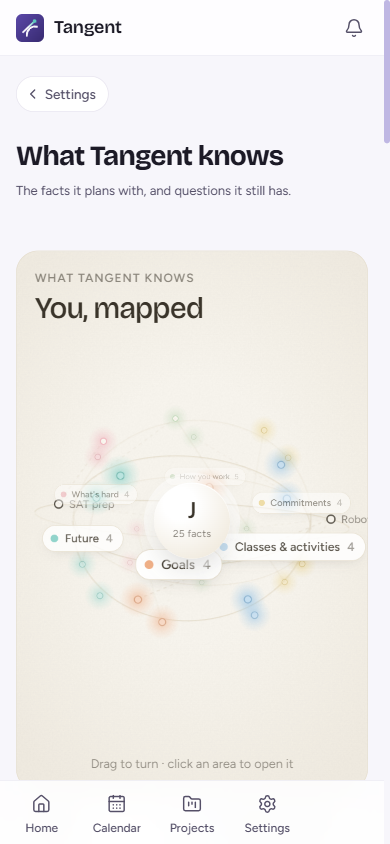 Tangent
Settings
What Tangent knows
The facts it plans with, and questions it still has.
WHAT TANGENT KNOWS
You, mapped
How you work 5
What's hard 4
SAT prep
Commitments 4
J
25 facts
Robo
Future 4
Classes & activities 4
Goals 4
Drag to turn · click an area to open it
Home
Calendar
Projects
Settings